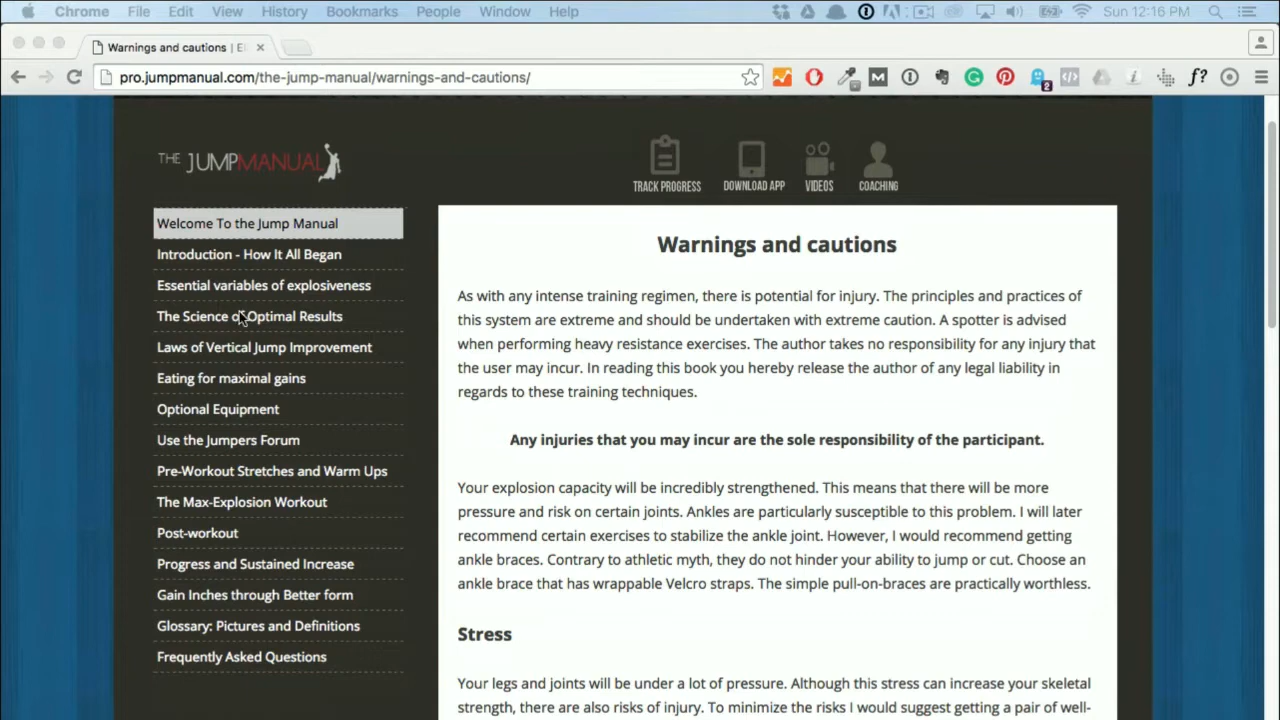 Chrome File Edit View History Bookmarks People Window Help Sun 12:16 PM
Warnings and cautions | E
pro.jumpmanual.com/the-jump-manual/warnings-and-cautions/
2
f?
THE JUMPMANUAL
TRACK PROGRESS DOWNLOAD APP VIDEOS COACHING
Welcome To the Jump Manual
Introduction - How It All Began
Essential variables of explosiveness
The Science of Optimal Results
Laws of Vertical Jump Improvement
Eating for maximal gains
Optional Equipment
Use the Jumpers Forum
Pre-Workout Stretches and Warm Ups
The Max-Explosion Workout
Post-workout
Progress and Sustained Increase
Gain Inches through Better form
Glossary: Pictures and Definitions
Frequently Asked Questions
Warnings and cautions
As with any intense training regimen, there is potential for injury. The principles and practices of
this system are extreme and should be undertaken with extreme caution. A spotter is advised
when performing heavy resistance exercises. The author takes no responsibility for any injury that
the user may incur. In reading this book you hereby release the author of any legal liability in
regards to these training techniques.
Any injuries that you may incur are the sole responsibility of the participant.
Your explosion capacity will be incredibly strengthened. This means that there will be more
pressure and risk on certain joints. Ankles are particularly susceptible to this problem. I will later
recommend certain exercises to stabilize the ankle joint. However, I would recommend getting
ankle braces. Contrary to athletic myth, they do not hinder your ability to jump or cut. Choose an
ankle brace that has wrappable Velcro straps. The simple pull-on-braces are practically worthless.
Stress
Your legs and joints will be under a lot of pressure. Although this stress can increase your skeletal
strength, there are also risks of injury. To minimize the risks I would suggest getting a pair of well-